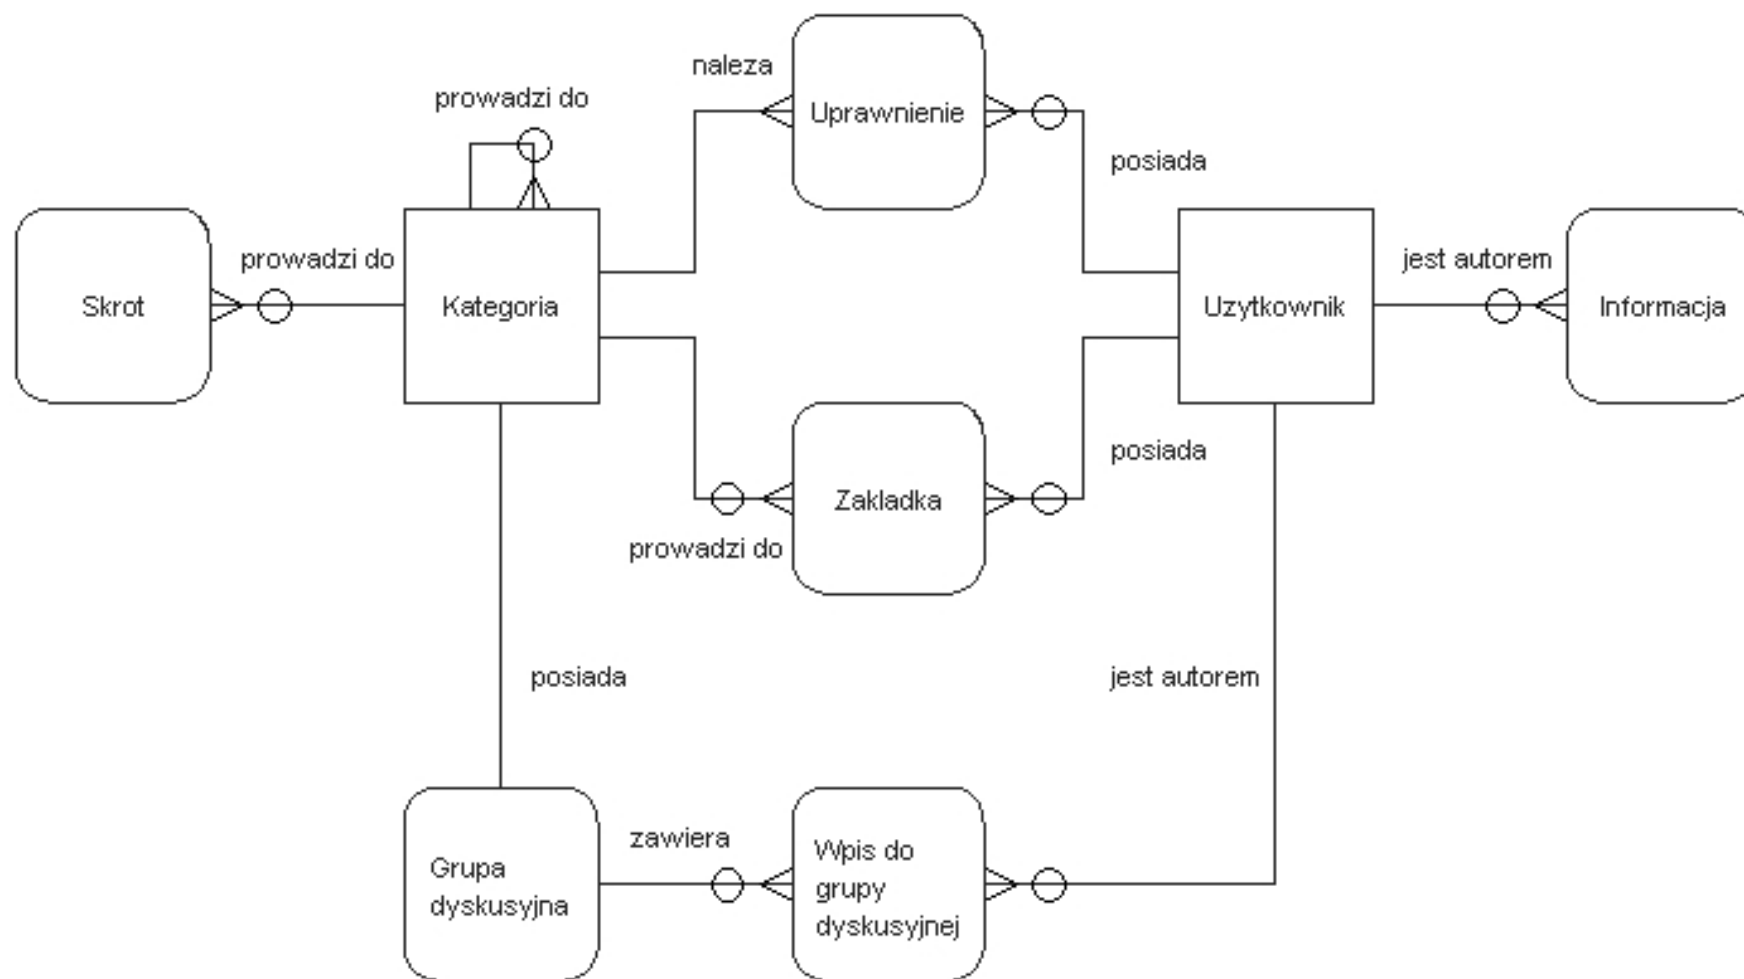 naleza
prowadzi do
Uprawnienie
posiada
prowadzi do
jest autorem
Skrot
Kategoria
Uzytkownik
Informacja
posiada
Zakladka
prowadzi do
posiada
jest autorem
zawiera
Grupa
dyskusyjna
Wpis do
grupy
dyskusyjnej